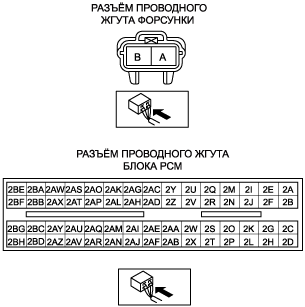 РАЗЪЁМ ПРОВОДНОГО
ЖГУТА ФОРСУНКИ
B A
РАЗЪЁМ ПРОВОДНОГО ЖГУТА
БЛОКА PCM
2BE 2BA 2AW 2AS 2AO 2AK 2AG 2AC 2Y 2U 2Q 2M 2I 2E 2A
2BF 2BB 2AX 2AT 2AP 2AL 2AH 2AD 2Z 2V 2R 2N 2J 2F 2B
2BG 2BC 2AY 2AU 2AQ 2AM 2AI 2AE 2AA 2W 2S 2O 2K 2G 2C
2BH 2BD 2AZ 2AV 2AR 2AN 2AJ 2AF 2AB 2X 2T 2P 2L 2H 2D